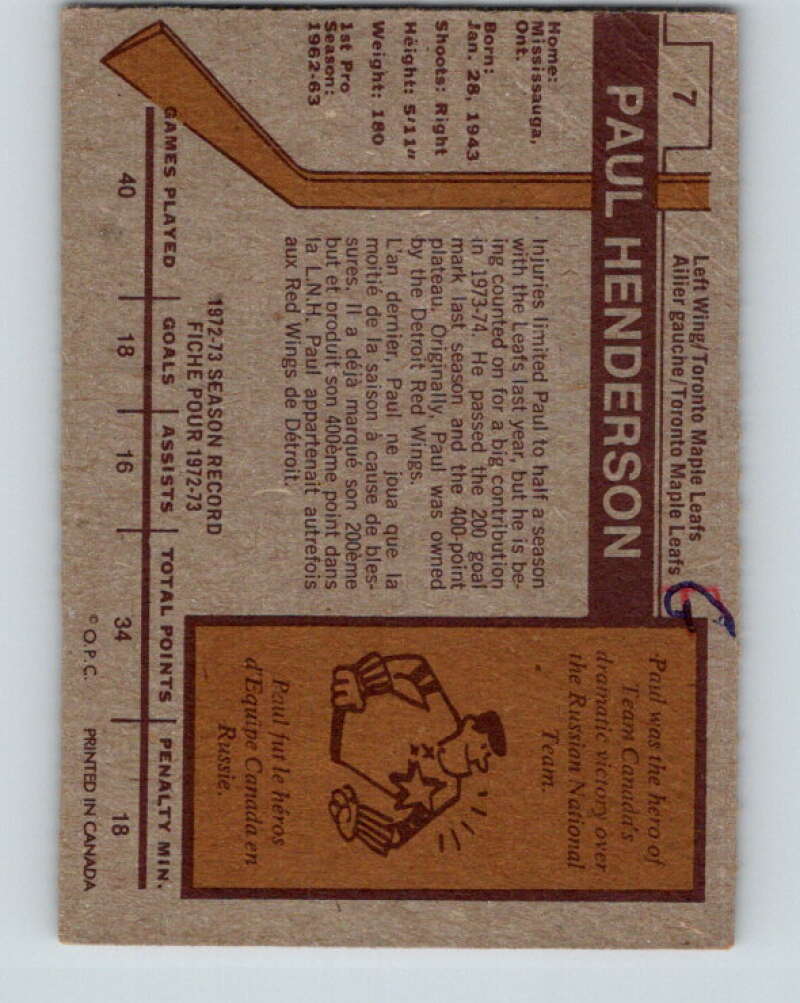 7
Left Wing/Toronto Maple Leafs
Ailier gauche/Toronto Maple Leafs
PAUL HENDERSON
Home:
Mississauga,
Ont.
Born:
Jan. 28, 1943
Shoots: Right
Height: 5'11"
Weight: 180
1st Pro
Season:
1962-63
Injuries limited Paul to half a season
with the Leafs last year, but he is be-
ing counted on for a big contribution
in 1973-74. He passed the 200 goal
mark last season and the 400-point
plateau. Originally, Paul was owned
by the Detroit Red Wings.
L'an dernier, Paul ne joua que la
moitié de la saison à cause de bles-
sures. Il a déjà marqué son 200ème
but et produit son 400ème point dans
la L.N.H. Paul appartenait autrefois
aux Red Wings de Détroit.
Paul was the hero of
Team Canada's
dramatic victory over
the Russian National
Team.
Paul fut le héros
d'Equipe Canada en
Russie.
1972-73 SEASON RECORD
FICHE POUR 1972-73
GAMES PLAYED GOALS ASSISTS TOTAL POINTS PENALTY MIN.
40 18 16 34 18
© O.P.C. PRINTED IN CANADA